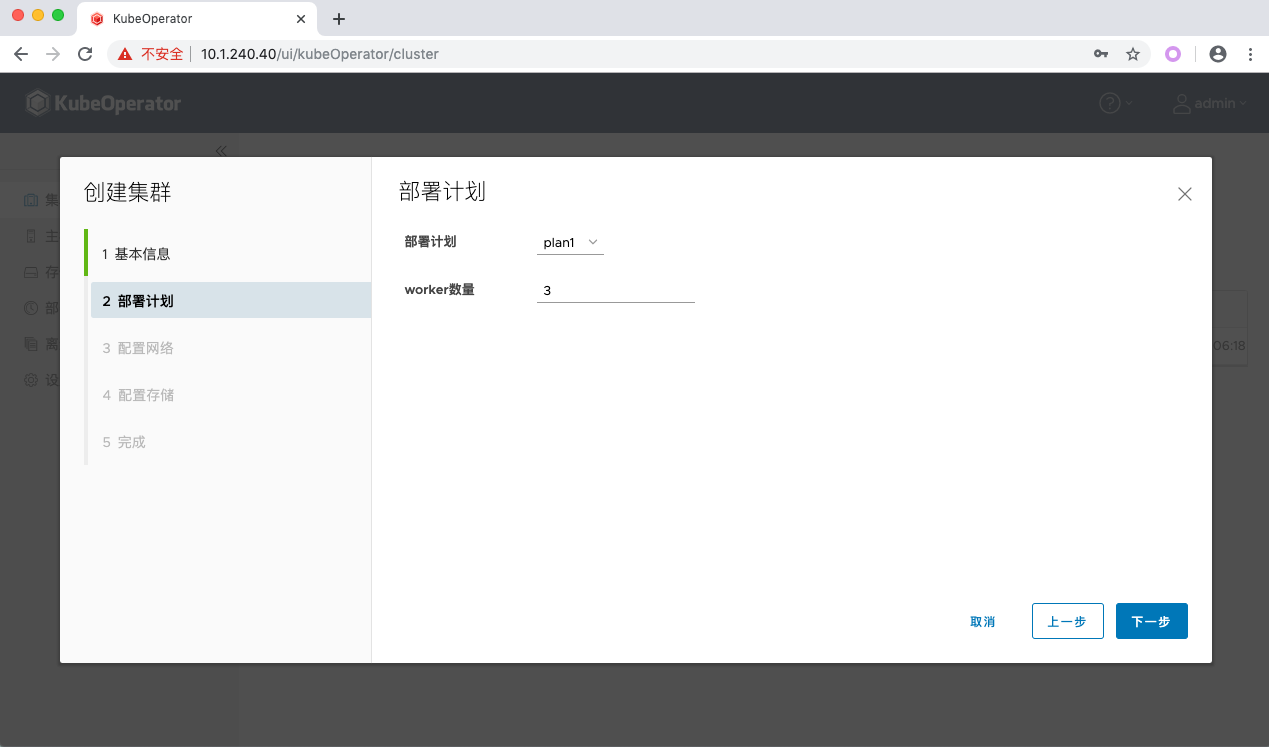 KubeOperator
不安全 10.1.240.40/ui/kubeOperator/cluster
KubeOperator
admin
创建集群
1 基本信息
2 部署计划
3 配置网络
4 配置存储
5 完成
部署计划
部署计划 plan1
worker数量 3
集
主
存
部
离
设
06:18
取消 上一步 下一步